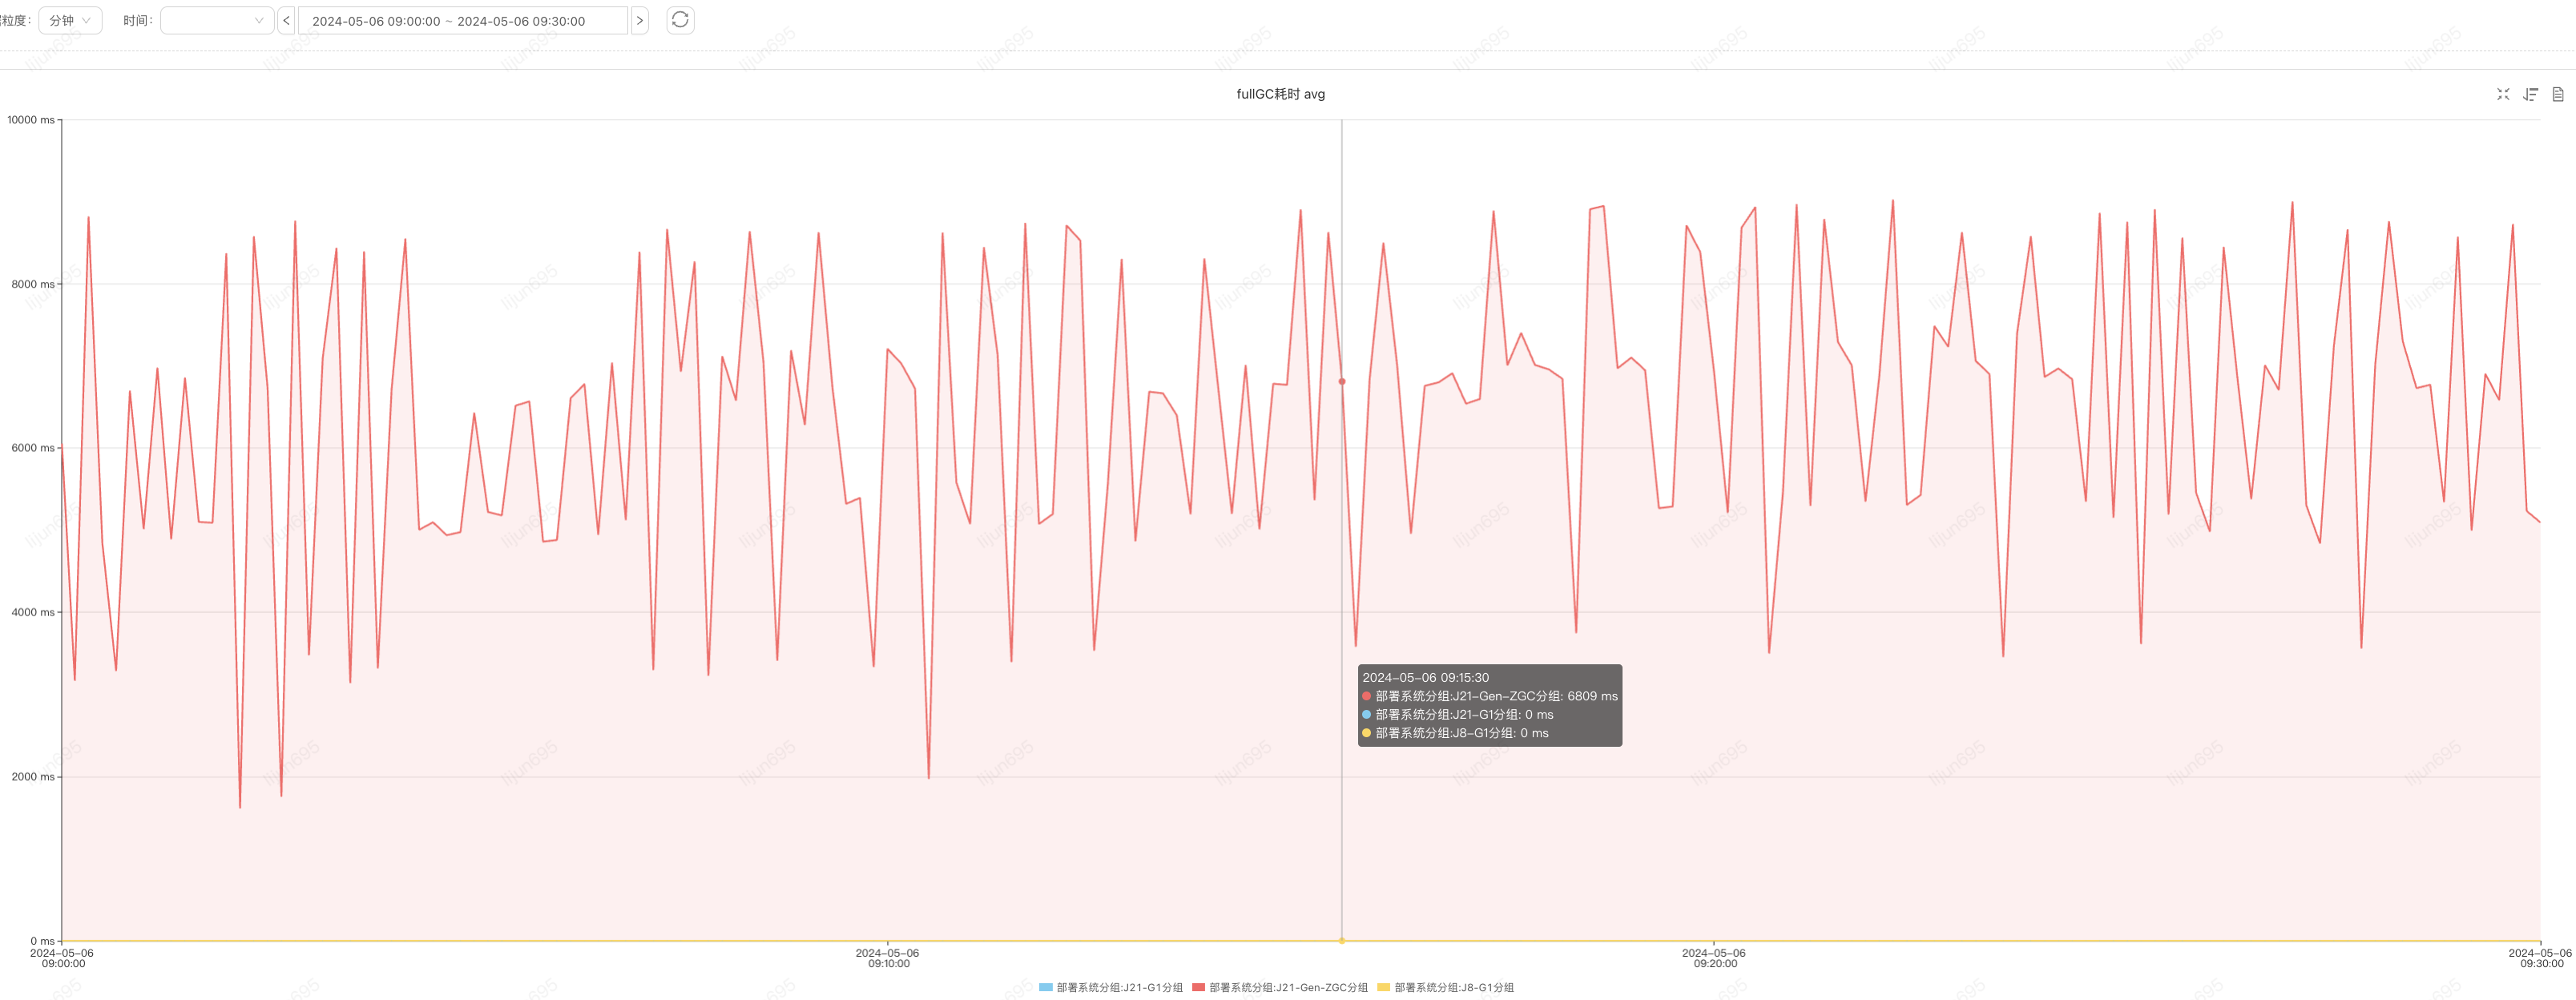 粒度: 分钟 时间: 2024-05-06 09:00:00 ~ 2024-05-06 09:30:00
fullGC耗时 avg
10000 ms
8000 ms
6000 ms
4000 ms
2000 ms
0 ms
2024-05-06 09:15:30
部署系统分组:J21-Gen-ZGC分组: 6809 ms
部署系统分组:J21-G1分组: 0 ms
部署系统分组:J8-G1分组: 0 ms
2024-05-06
09:00:00
2024-05-06
09:10:00
2024-05-06
09:20:00
2024-05-06
09:30:00
部署系统分组:J21-G1分组 部署系统分组:J21-Gen-ZGC分组 部署系统分组:J8-G1分组